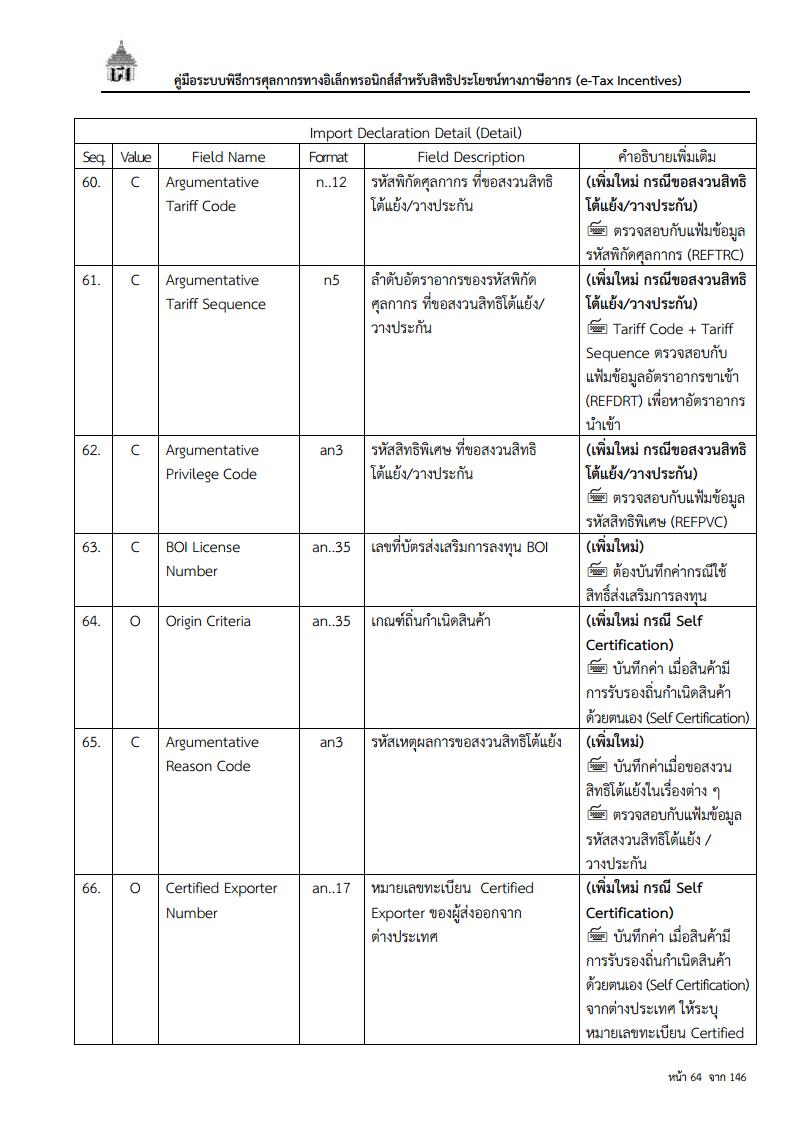 คู่มือระบบพิธีการศุลกากรทางอิเล็กทรอนิกส์สำหรับสิทธิประโยชน์ทางภาษีอากร (e-Tax Incentives)
Import Declaration Detail (Detail)
Seq. Value Field Name Format Field Description คำอธิบายเพิ่มเติม
60. C Argumentative n..12 รหัสพิกัดศุลกากร ที่ขอสงวนสิทธิ (เพิ่มใหม่ กรณีขอสงวนสิทธิ
Tariff Code โต้แย้ง/วางประกัน โต้แย้ง/วางประกัน)
ตรวจสอบกับแฟ้มข้อมูล
รหัสพิกัดศุลกากร (REFTRC)
61. C Argumentative n5 ลำดับอัตราอากรของรหัสพิกัด (เพิ่มใหม่ กรณีขอสงวนสิทธิ
Tariff Sequence ศุลกากร ที่ขอสงวนสิทธิโต้แย้ง/ โต้แย้ง/วางประกัน)
วางประกัน Tariff Code + Tariff
Sequence ตรวจสอบกับ
แฟ้มข้อมูลอัตราอากรขาเข้า
(REFDRT) เพื่อหาอัตราอากร
นำเข้า
62. C Argumentative an3 รหัสสิทธิพิเศษ ที่ขอสงวนสิทธิ (เพิ่มใหม่ กรณีขอสงวนสิทธิ
Privilege Code โต้แย้ง/วางประกัน โต้แย้ง/วางประกัน)
ตรวจสอบกับแฟ้มข้อมูล
รหัสสิทธิพิเศษ (REFPVC)
63. C BOI License an..35 เลขที่บัตรส่งเสริมการลงทุน BOI (เพิ่มใหม่)
Number ต้องบันทึกค่ากรณีใช้
สิทธิ์ส่งเสริมการลงทุน
64. O Origin Criteria an..35 เกณฑ์ถิ่นกำเนิดสินค้า (เพิ่มใหม่ กรณี Self
Certification)
บันทึกค่า เมื่อสินค้ามี
การรับรองถิ่นกำเนิดสินค้า
ด้วยตนเอง (Self Certification)
65. C Argumentative an3 รหัสเหตุผลการขอสงวนสิทธิโต้แย้ง (เพิ่มใหม่)
Reason Code บันทึกค่าเมื่อขอสงวน
สิทธิโต้แย้งในเรื่องต่าง ๆ
ตรวจสอบกับแฟ้มข้อมูล
รหัสสงวนสิทธิโต้แย้ง /
วางประกัน
66. O Certified Exporter an..17 หมายเลขทะเบียน Certified (เพิ่มใหม่ กรณี Self
Number Exporter ของผู้ส่งออกจาก Certification)
ต่างประเทศ บันทึกค่า เมื่อสินค้ามี
การรับรองถิ่นกำเนิดสินค้า
ด้วยตนเอง (Self Certification)
จากต่างประเทศ ให้ระบุ
หมายเลขทะเบียน Certified
หน้า 64 จาก 146